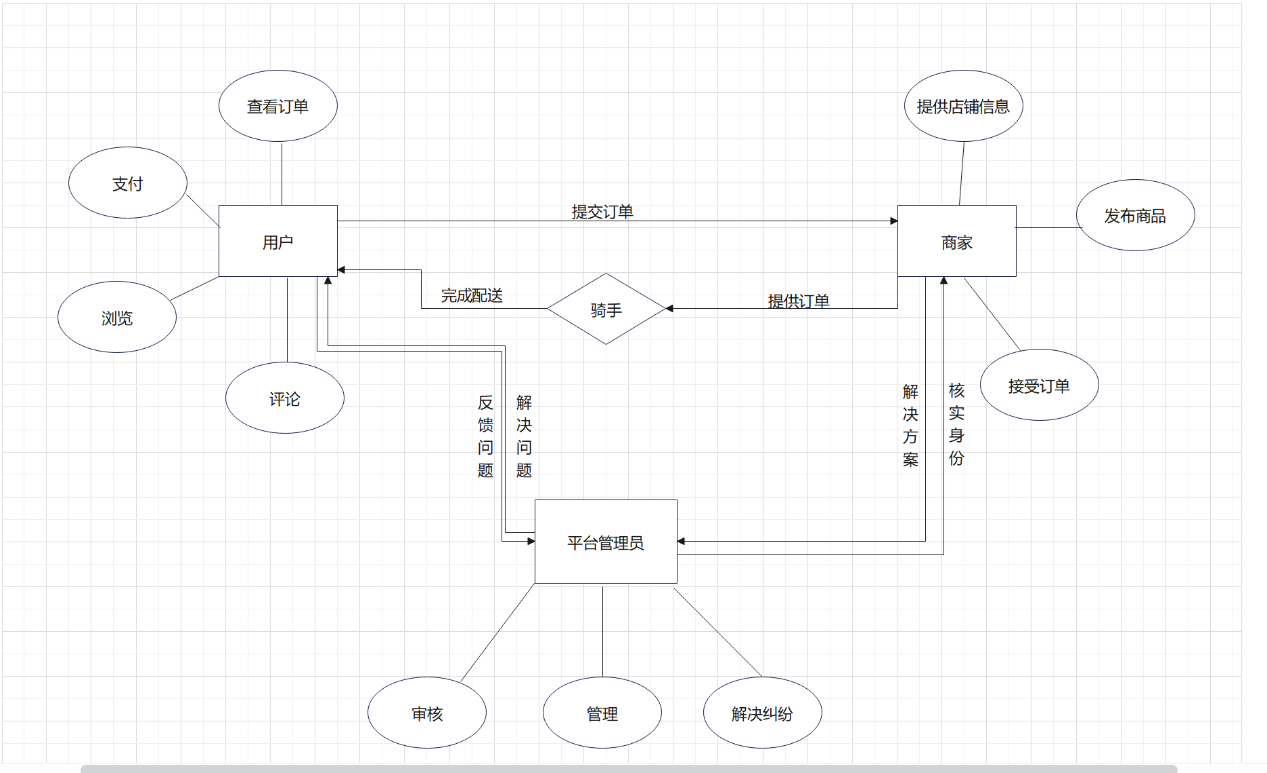 查看订单
提供店铺信息
支付
发布商品
提交订单
用户
商家
完成配送
骑手
提供订单
浏览
评论
接受订单
反馈问题
解决问题
解决方案
核实身份
平台管理员
审核
管理
解决纠纷